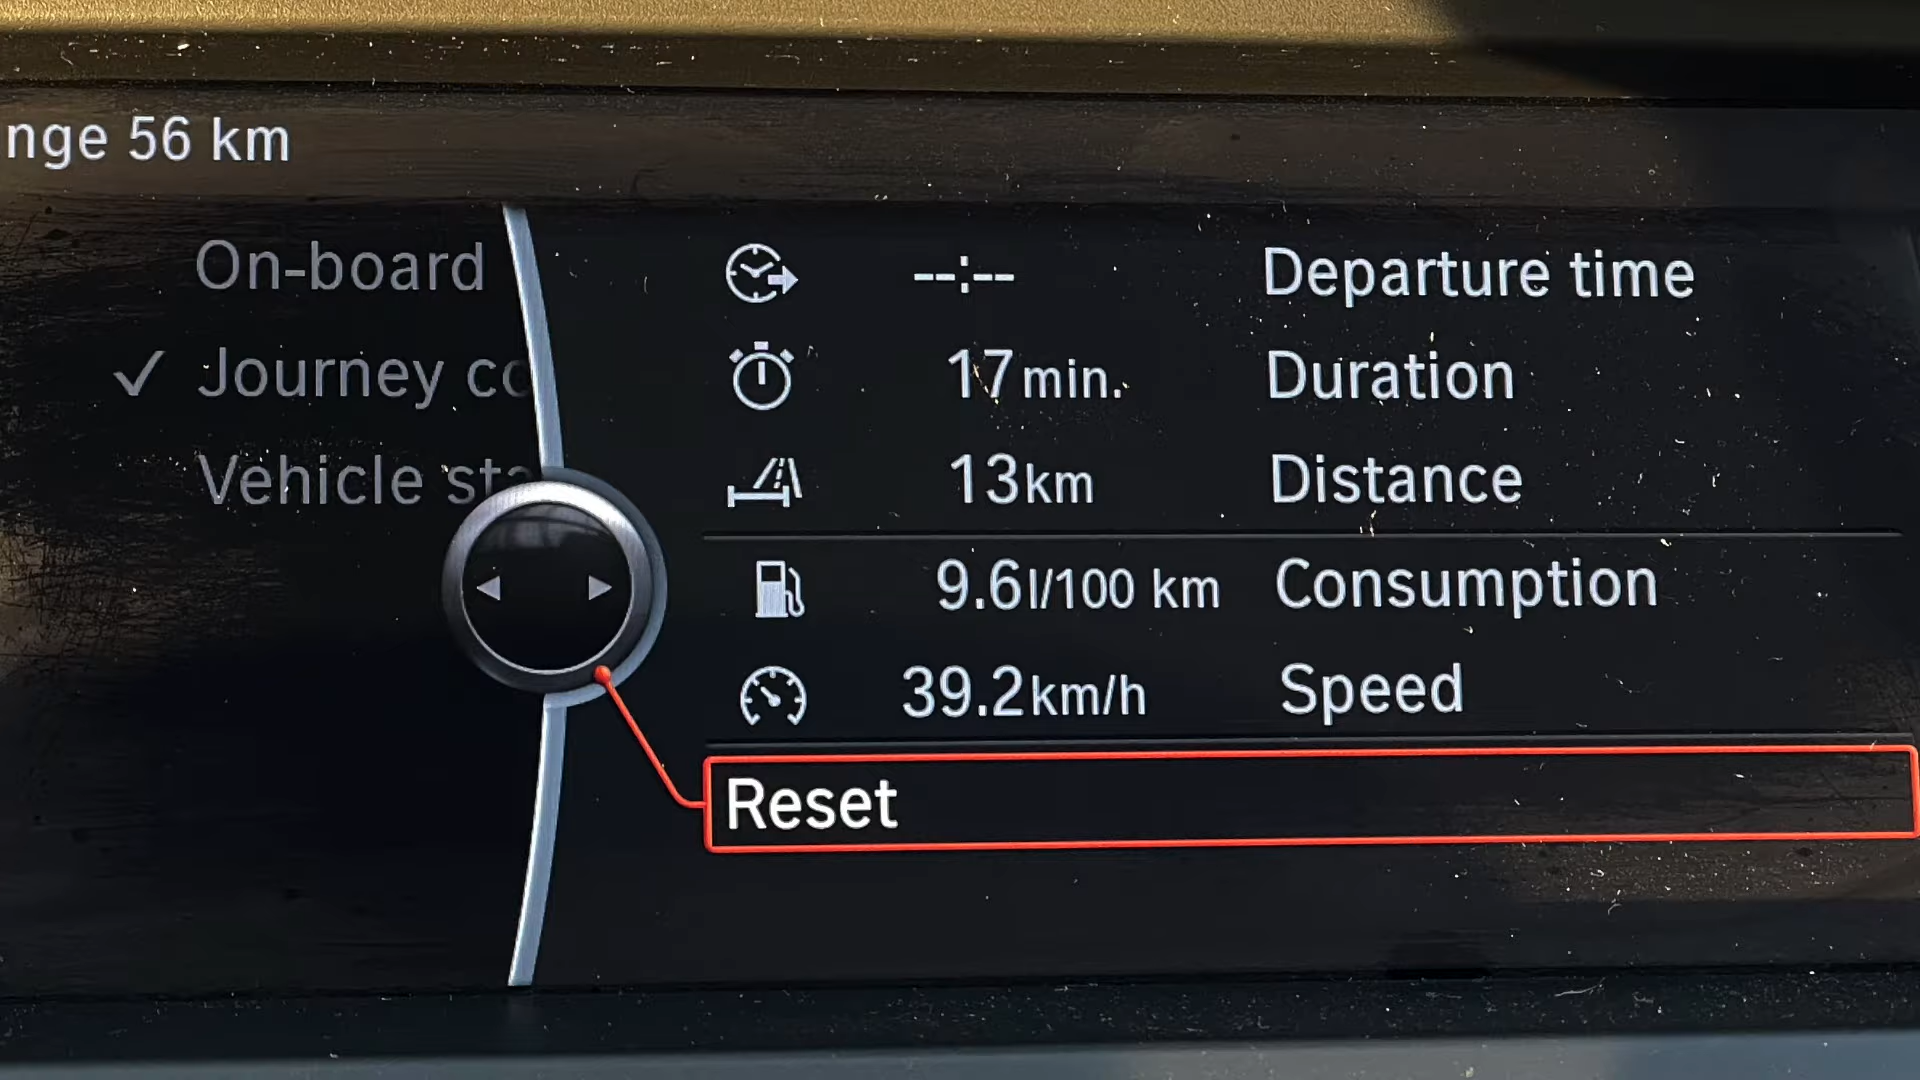 nge 56 km
On-board
Journey co
Vehicle sta
--:-- Departure time
17 min. Duration
13 km Distance
9.6 l/100 km Consumption
39.2 km/h Speed
Reset